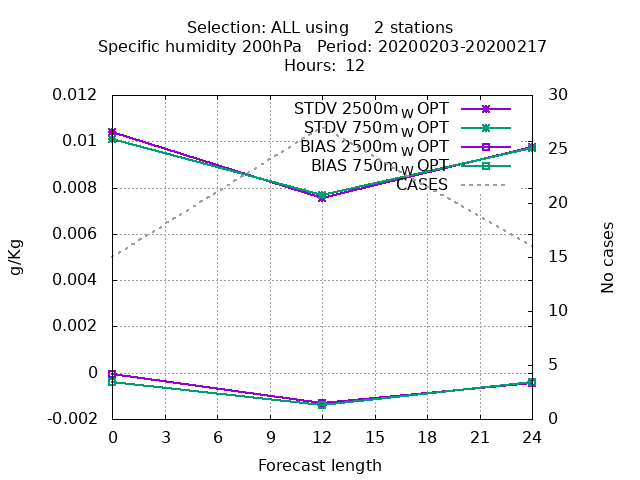 Selection: ALL using     2 stations
Specific humidity 200hPa   Period: 20200203-20200217
Hours: 12
0.012
0.01
0.008
0.006
0.004
0.002
0
-0.002
30
25
20
15
10
5
0
STDV 2500m_W OPT
STDV 750m_W OPT
BIAS 2500m_W OPT
BIAS 750m_W OPT
CASES
g/Kg
No cases
0 3 6 9 12 15 18 21 24
Forecast length